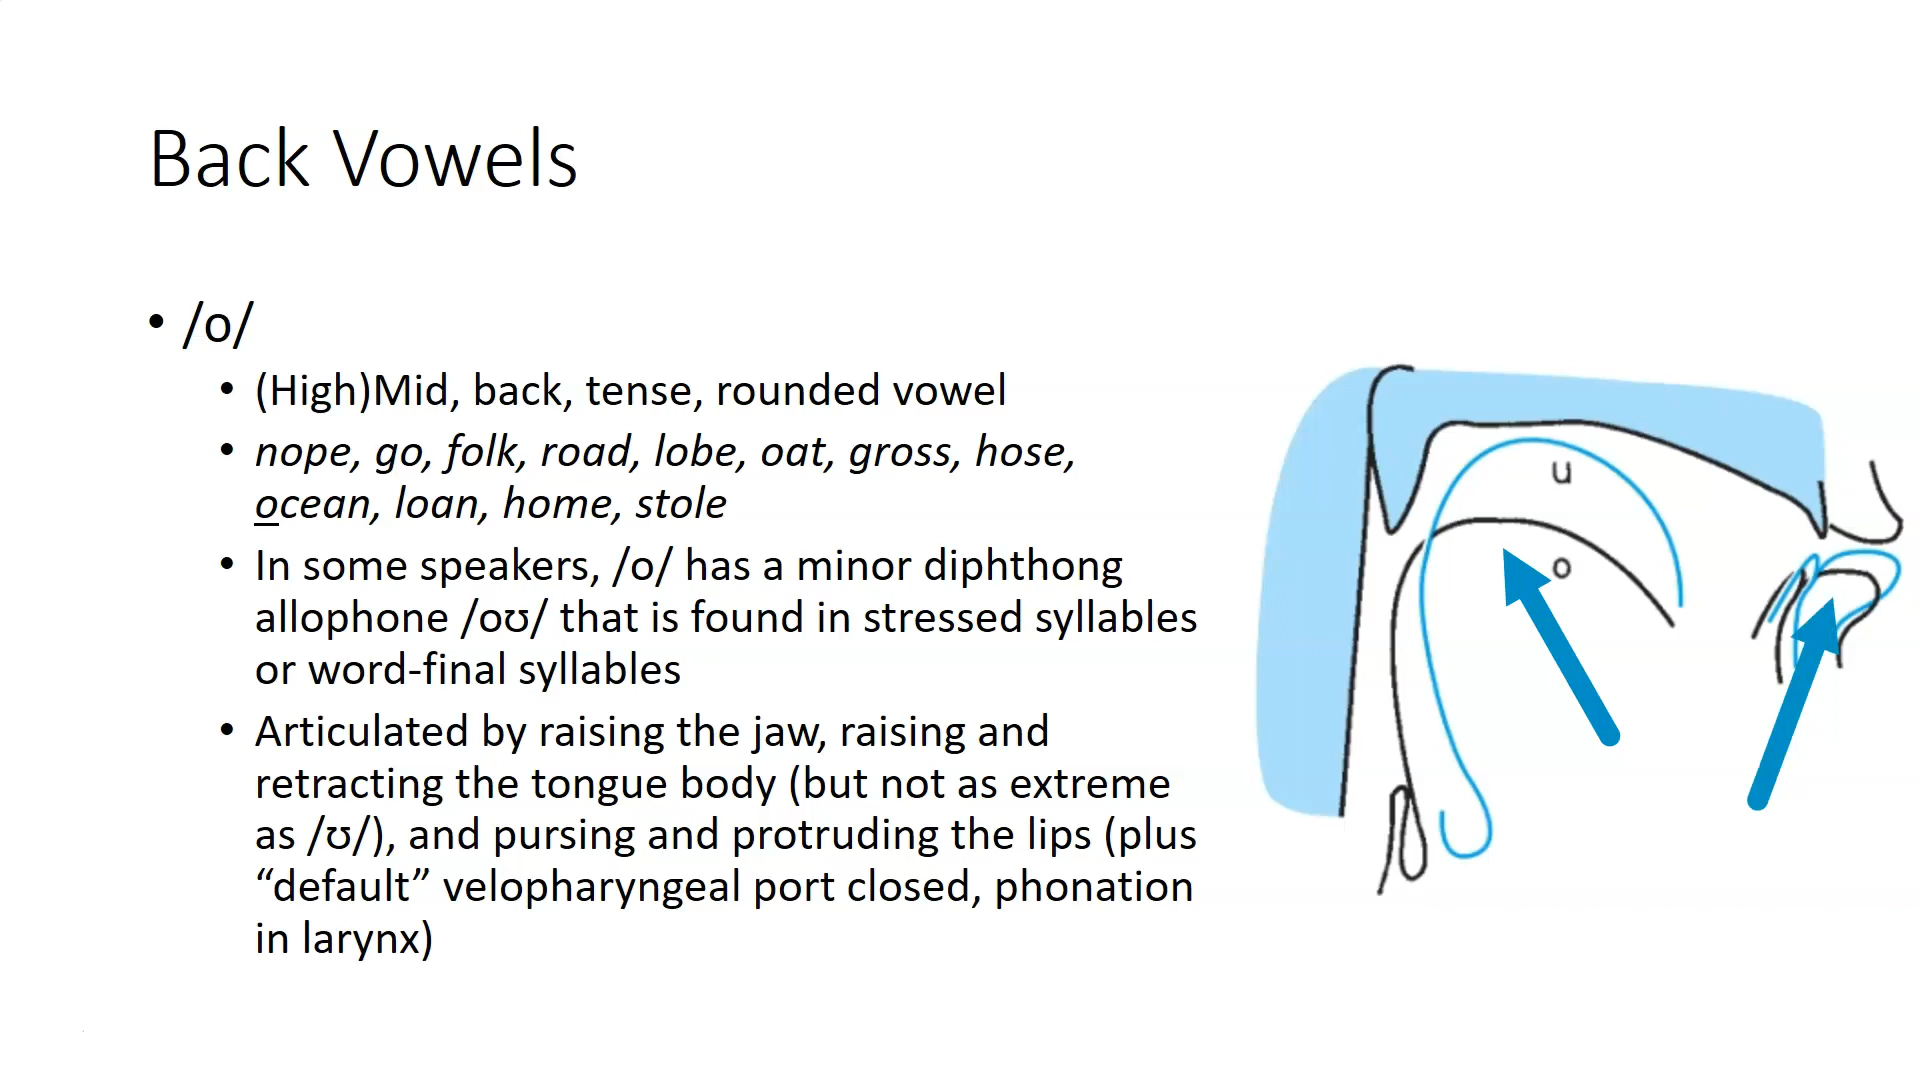 Back Vowels
• /o/
• (High)Mid, back, tense, rounded vowel
• nope, go, folk, road, lobe, oat, gross, hose,
ocean, loan, home, stole
• In some speakers, /o/ has a minor diphthong
allophone /oʊ/ that is found in stressed syllables
or word-final syllables
• Articulated by raising the jaw, raising and
retracting the tongue body (but not as extreme
as /ʊ/), and pursing and protruding the lips (plus
“default” velopharyngeal port closed, phonation
in larynx)
u
o